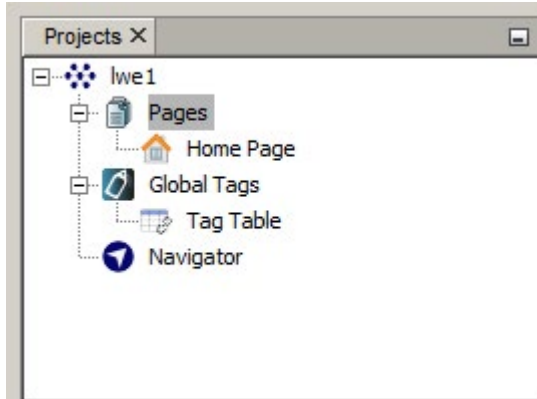 Projects
lwe1
Pages
Home Page
Global Tags
Tag Table
Navigator